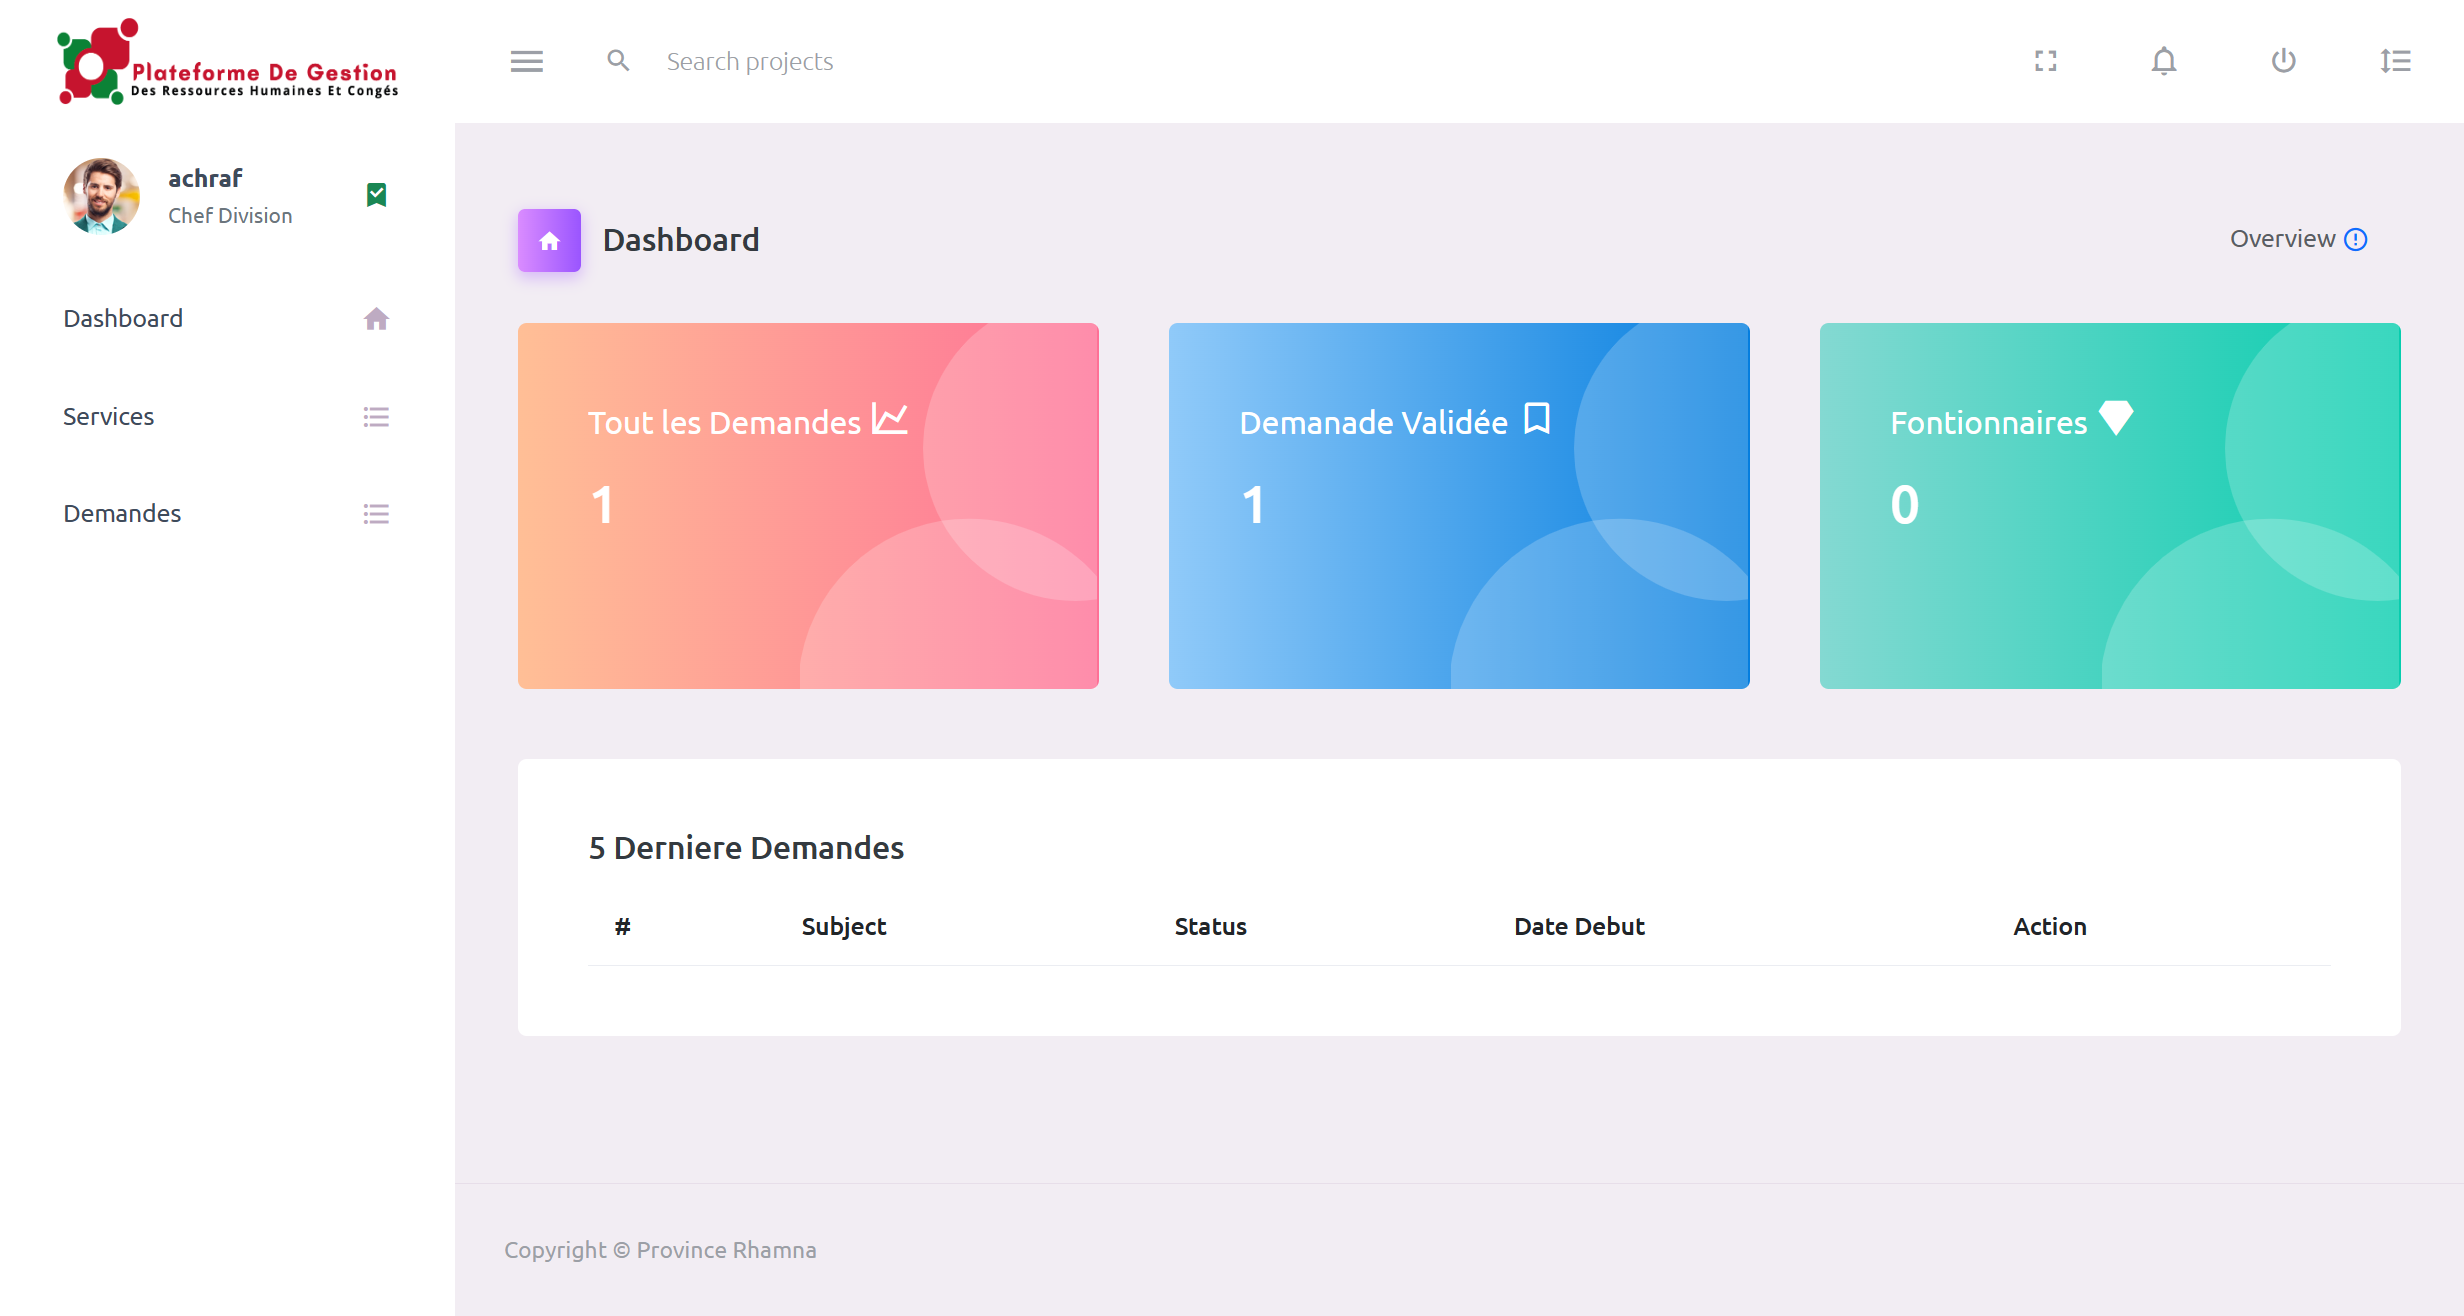 Plateforme De Gestion
Des Ressources Humaines Et Congés
Search projects
achraf
Chef Division
Dashboard
Services
Demandes
Dashboard
Overview
Tout les Demandes
1
Demanade Validée
1
Fontionnaires
0
5 Derniere Demandes
# Subject Status Date Debut Action
Copyright © Province Rhamna